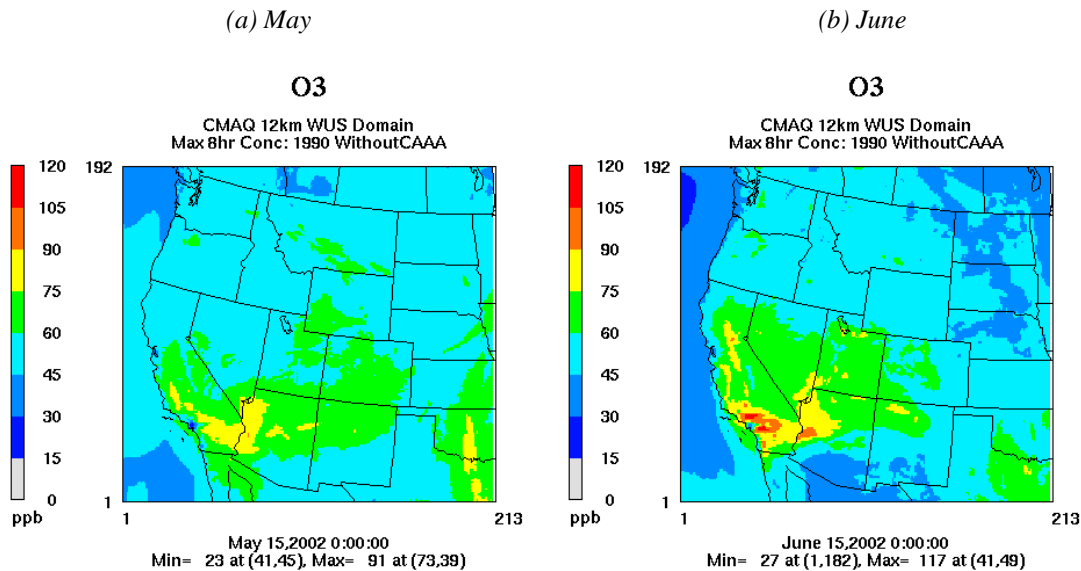 (a) May
(b) June
O3
CMAQ 12km WUS Domain
Max 8hr Conc: 1990 WithoutCAAA
120
105
90
75
60
45
30
15
0
ppb
192
1
1
213
May 15,2002 0:00:00
Min= 23 at (41,45), Max= 91 at (73,39)
O3
CMAQ 12km WUS Domain
Max 8hr Conc: 1990 WithoutCAAA
120
105
90
75
60
45
30
15
0
ppb
192
1
1
213
June 15,2002 0:00:00
Min= 27 at (1,182), Max= 117 at (41,49)